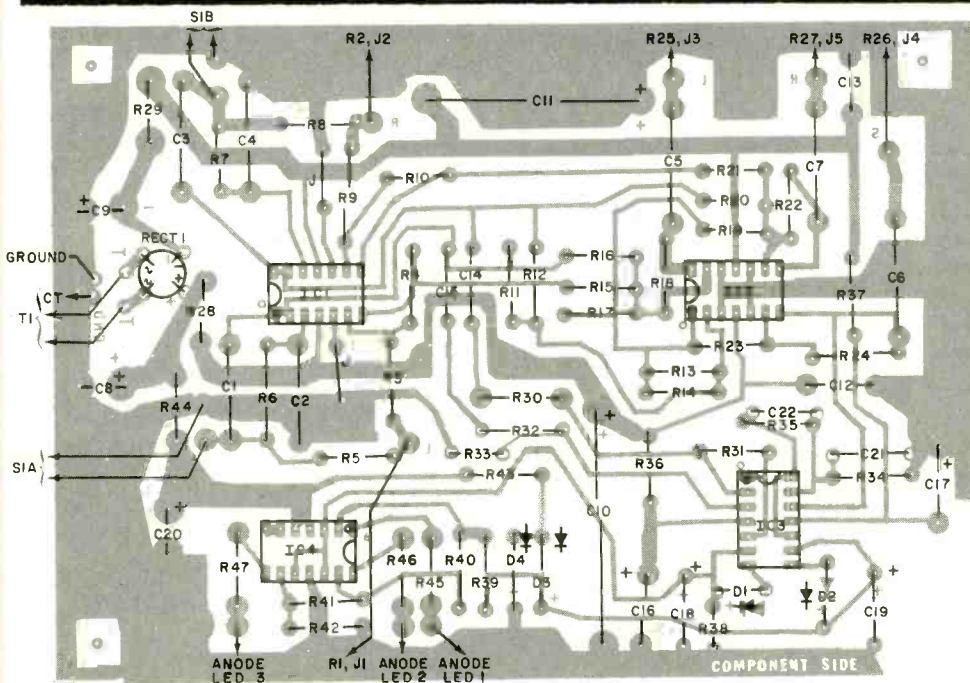 S1B
R2, J2
R25, J3
R27, J5
R26, J4
C13
R29
C3
C4
R8
C11
R7
R9
R10
C5
R21
C7
R20
R22
R19
C9
RECT 1
GROUND
CT
T1
R28
IC1
R4
C14
R11
R12
R16
R15
R17
R18
R37
C6
R23
R24
C8
R44
C1
R6
C2
R13
R14
C12
R30
R32
R33
C22
R35
S1A
R5
R43
R36
R31
C21
R34
C17
C10
IC3
C20
R47
IC4
R46
R45
R40
R39
D4
D3
R41
R42
C16
C18
R38
D1
D2
C19
ANODE LED 3
R1, J1
ANODE LED 2
ANODE LED 1
COMPONENT SIDE